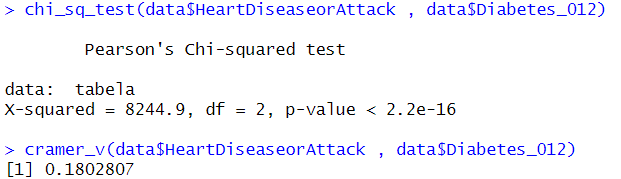 > chi_sq_test(data$HeartDiseaseorAttack , data$Diabetes_012)
Pearson's Chi-squared test
data:  tabela
X-squared = 8244.9, df = 2, p-value < 2.2e-16
> cramer_v(data$HeartDiseaseorAttack , data$Diabetes_012)
[1] 0.1802807